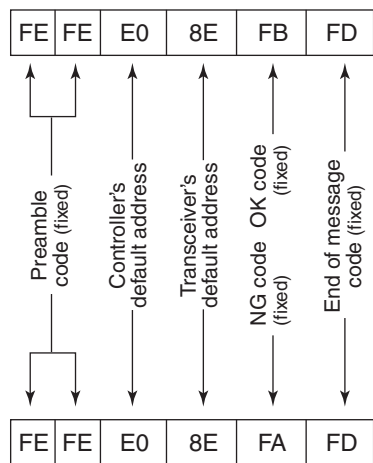 FE FE E0 8E FB FD
Preamble
code (fixed)
Controller's
default address
Transceiver's
default address
OK code
(fixed)
NG code
(fixed)
End of message
code (fixed)
FE FE E0 8E FA FD